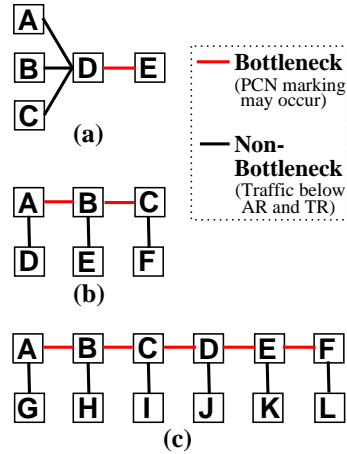 A
B D E
C
(a)
Bottleneck
(PCN marking
may occur)
Non-
Bottleneck
(Traffic below
AR and TR)
A B C
D E F
(b)
A B C D E F
G H I J K L
(c)